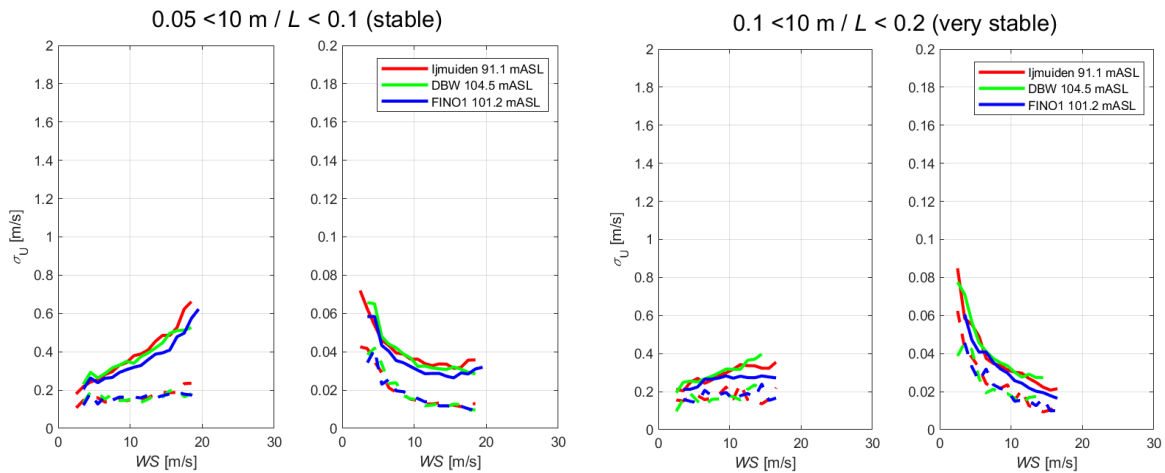 0.05 <10 m / L < 0.1 (stable)
0.1 <10 m / L < 0.2 (very stable)
2
1.8
1.6
1.4
1.2
1
0.8
0.6
0.4
0.2
0
σU [m/s]
0 10 20 30
WS [m/s]
0.2
0.18
0.16
0.14
0.12
0.1
0.08
0.06
0.04
0.02
0
Ijmuiden 91.1 mASL
DBW 104.5 mASL
FINO1 101.2 mASL
0 10 20 30
WS [m/s]
2
1.8
1.6
1.4
1.2
1
0.8
0.6
0.4
0.2
0
σU [m/s]
0 10 20 30
WS [m/s]
0.2
0.18
0.16
0.14
0.12
0.1
0.08
0.06
0.04
0.02
0
Ijmuiden 91.1 mASL
DBW 104.5 mASL
FINO1 101.2 mASL
0 10 20 30
WS [m/s]